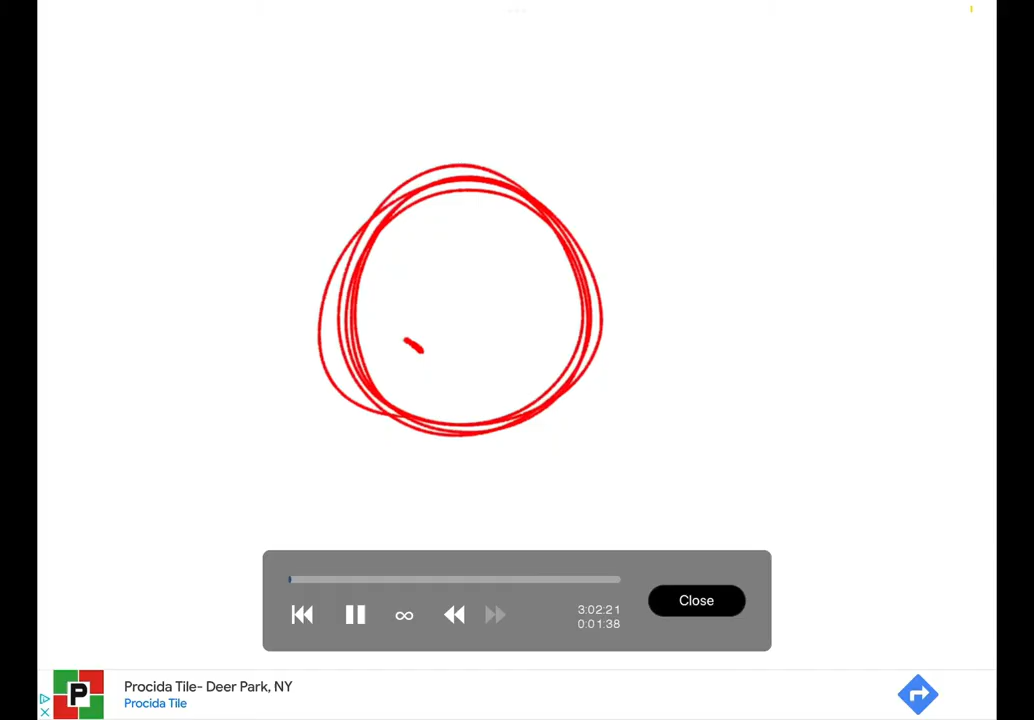 3:02:21
0:01:38
Close
P
Procida Tile- Deer Park, NY
Procida Tile